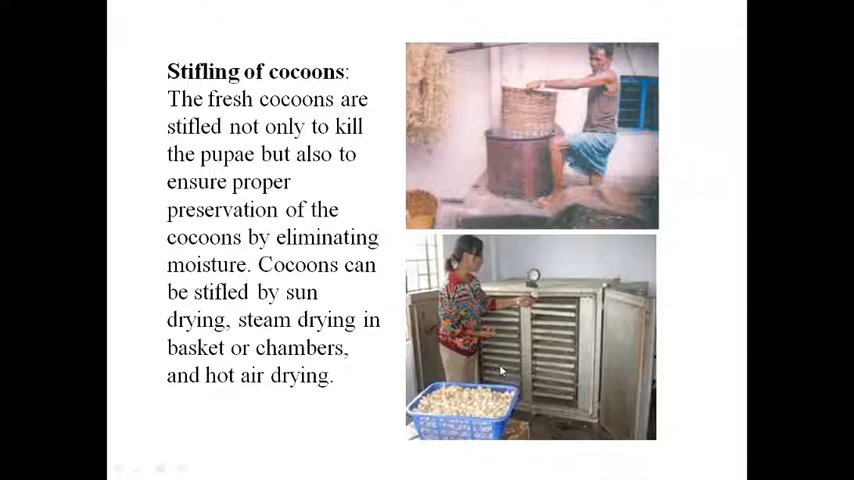 Stifling of cocoons:
The fresh cocoons are
stifled not only to kill
the pupae but also to
ensure proper
preservation of the
cocoons by eliminating
moisture. Cocoons can
be stifled by sun
drying, steam drying in
basket or chambers,
and hot air drying.